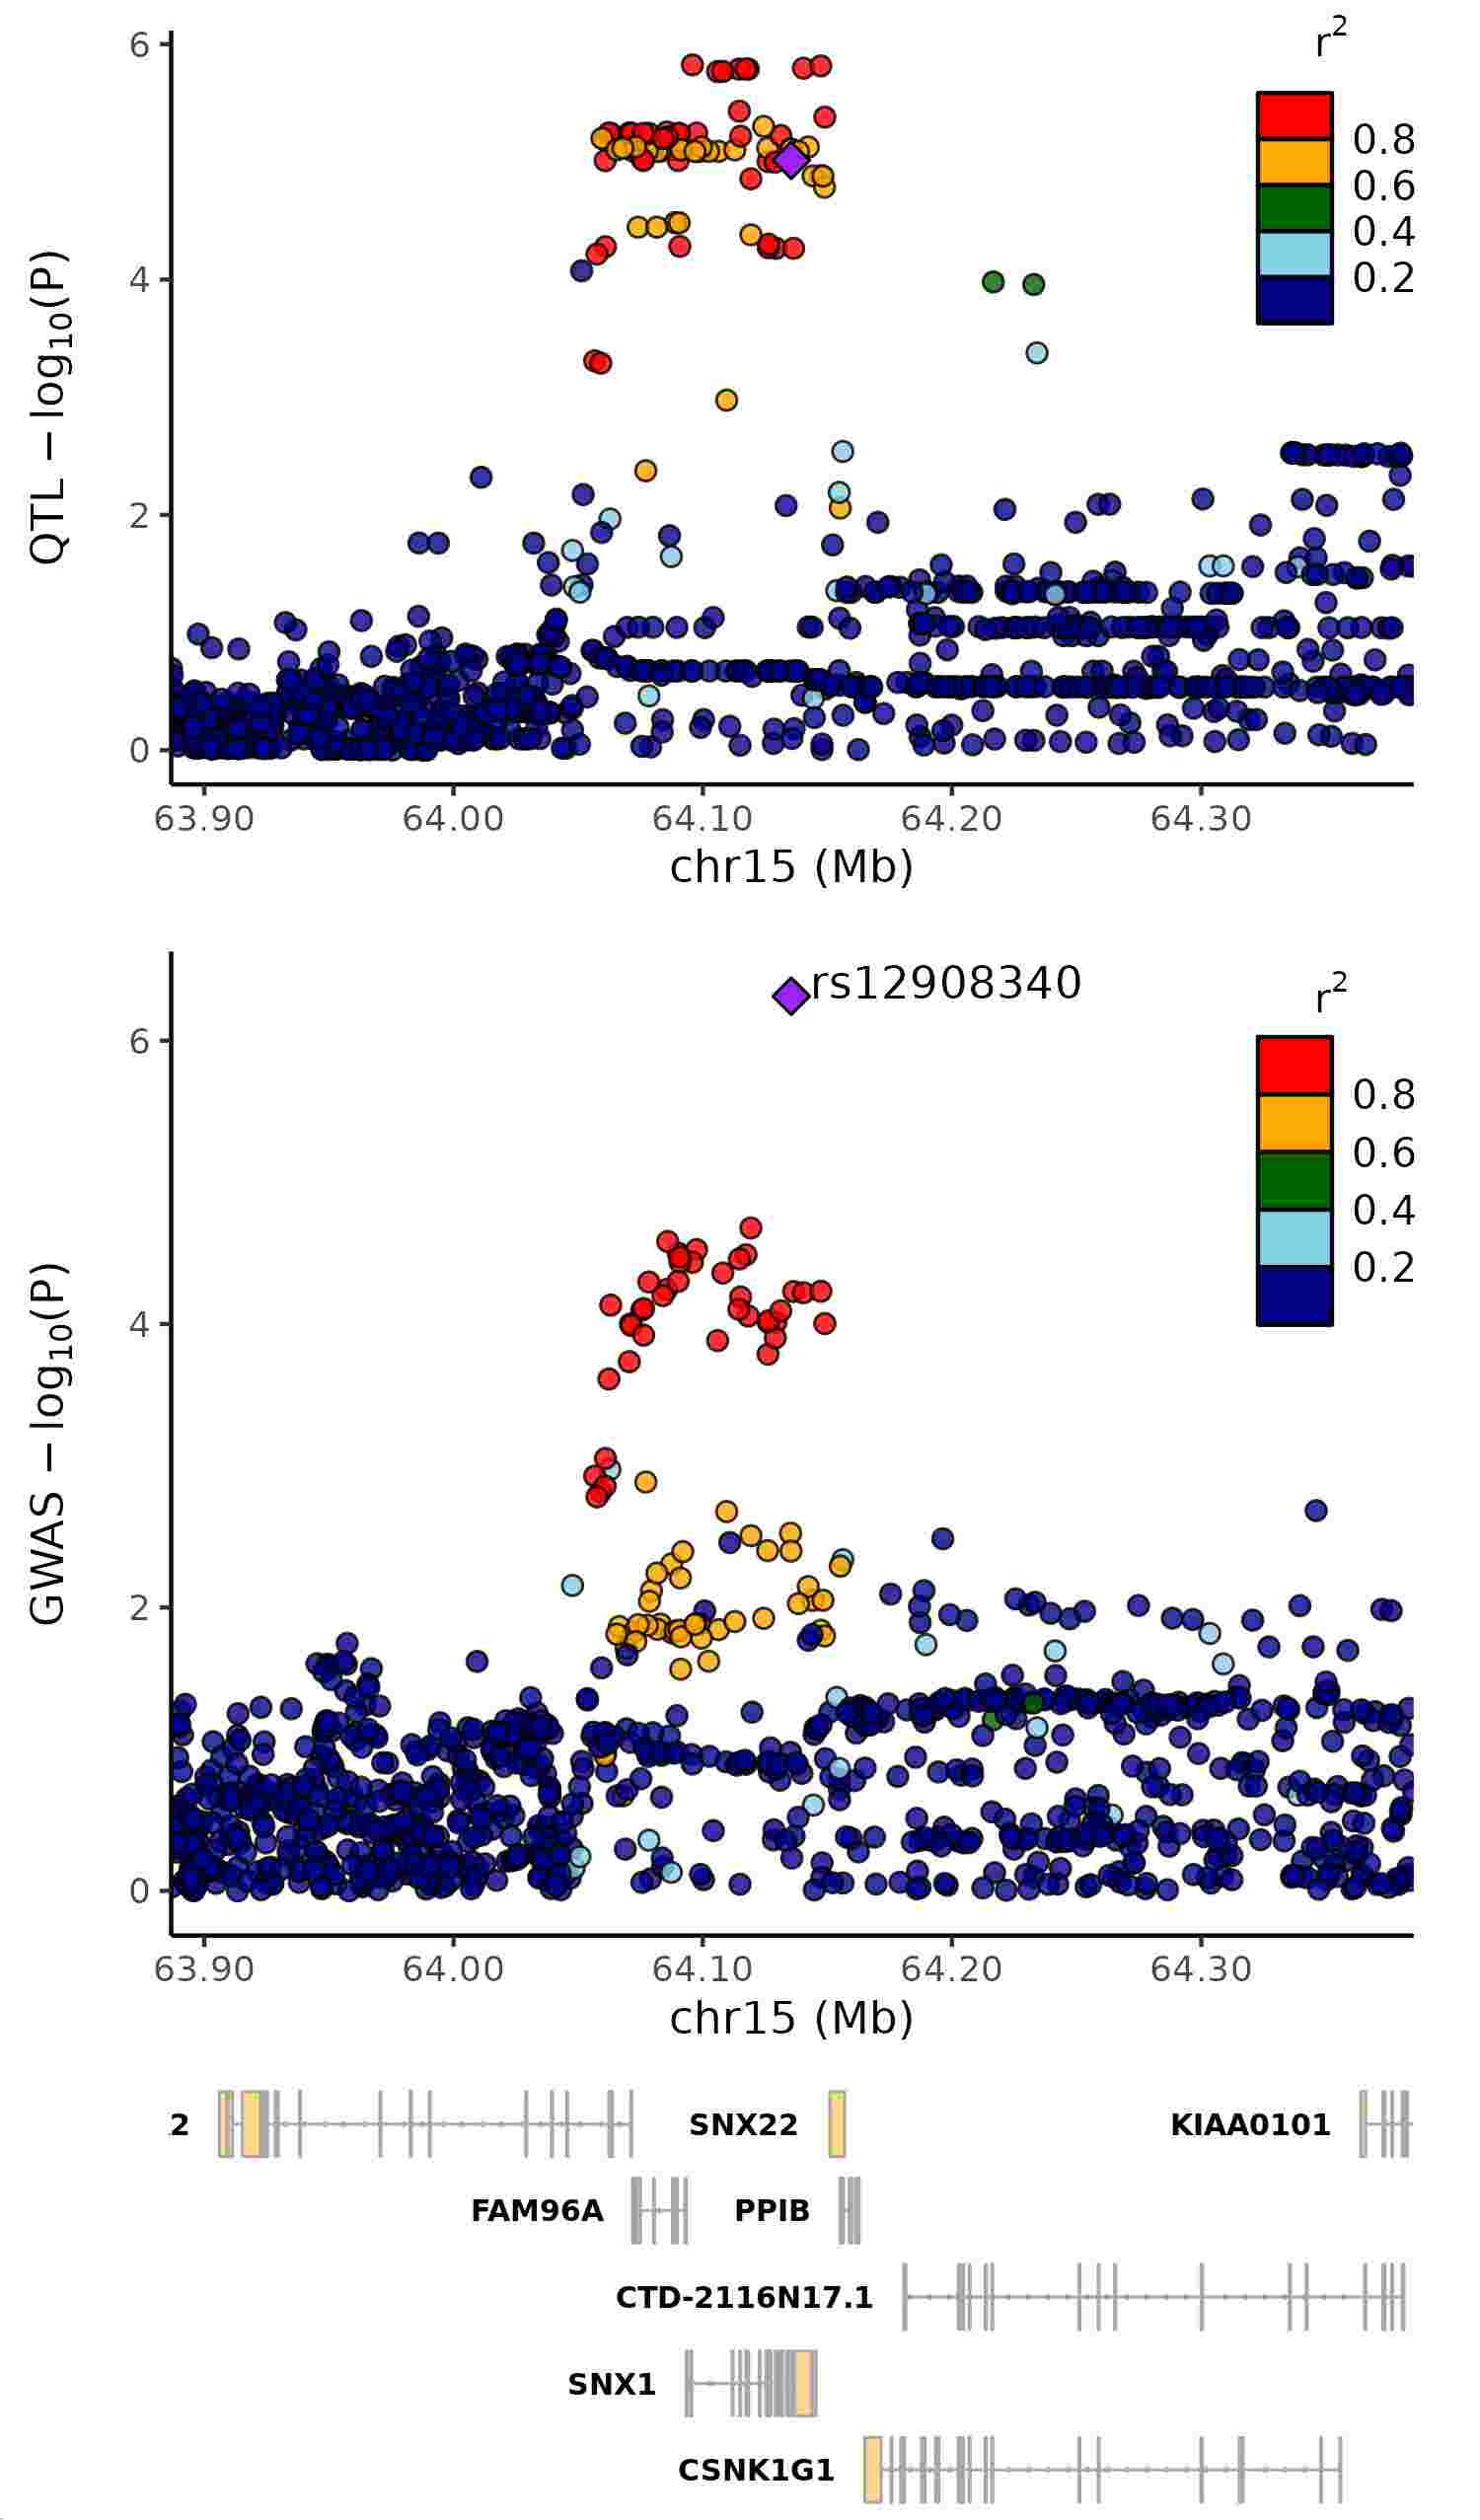 r2
6
4
2
0
0.8
0.6
0.4
0.2
QTL − log10(P)
63.90 64.00 64.10 64.20 64.30
chr15 (Mb)
rs12908340
r2
6
4
2
0
0.8
0.6
0.4
0.2
GWAS − log10(P)
63.90 64.00 64.10 64.20 64.30
chr15 (Mb)
2 SNX22 KIAA0101
FAM96A PPIB
CTD-2116N17.1
SNX1
CSNK1G1